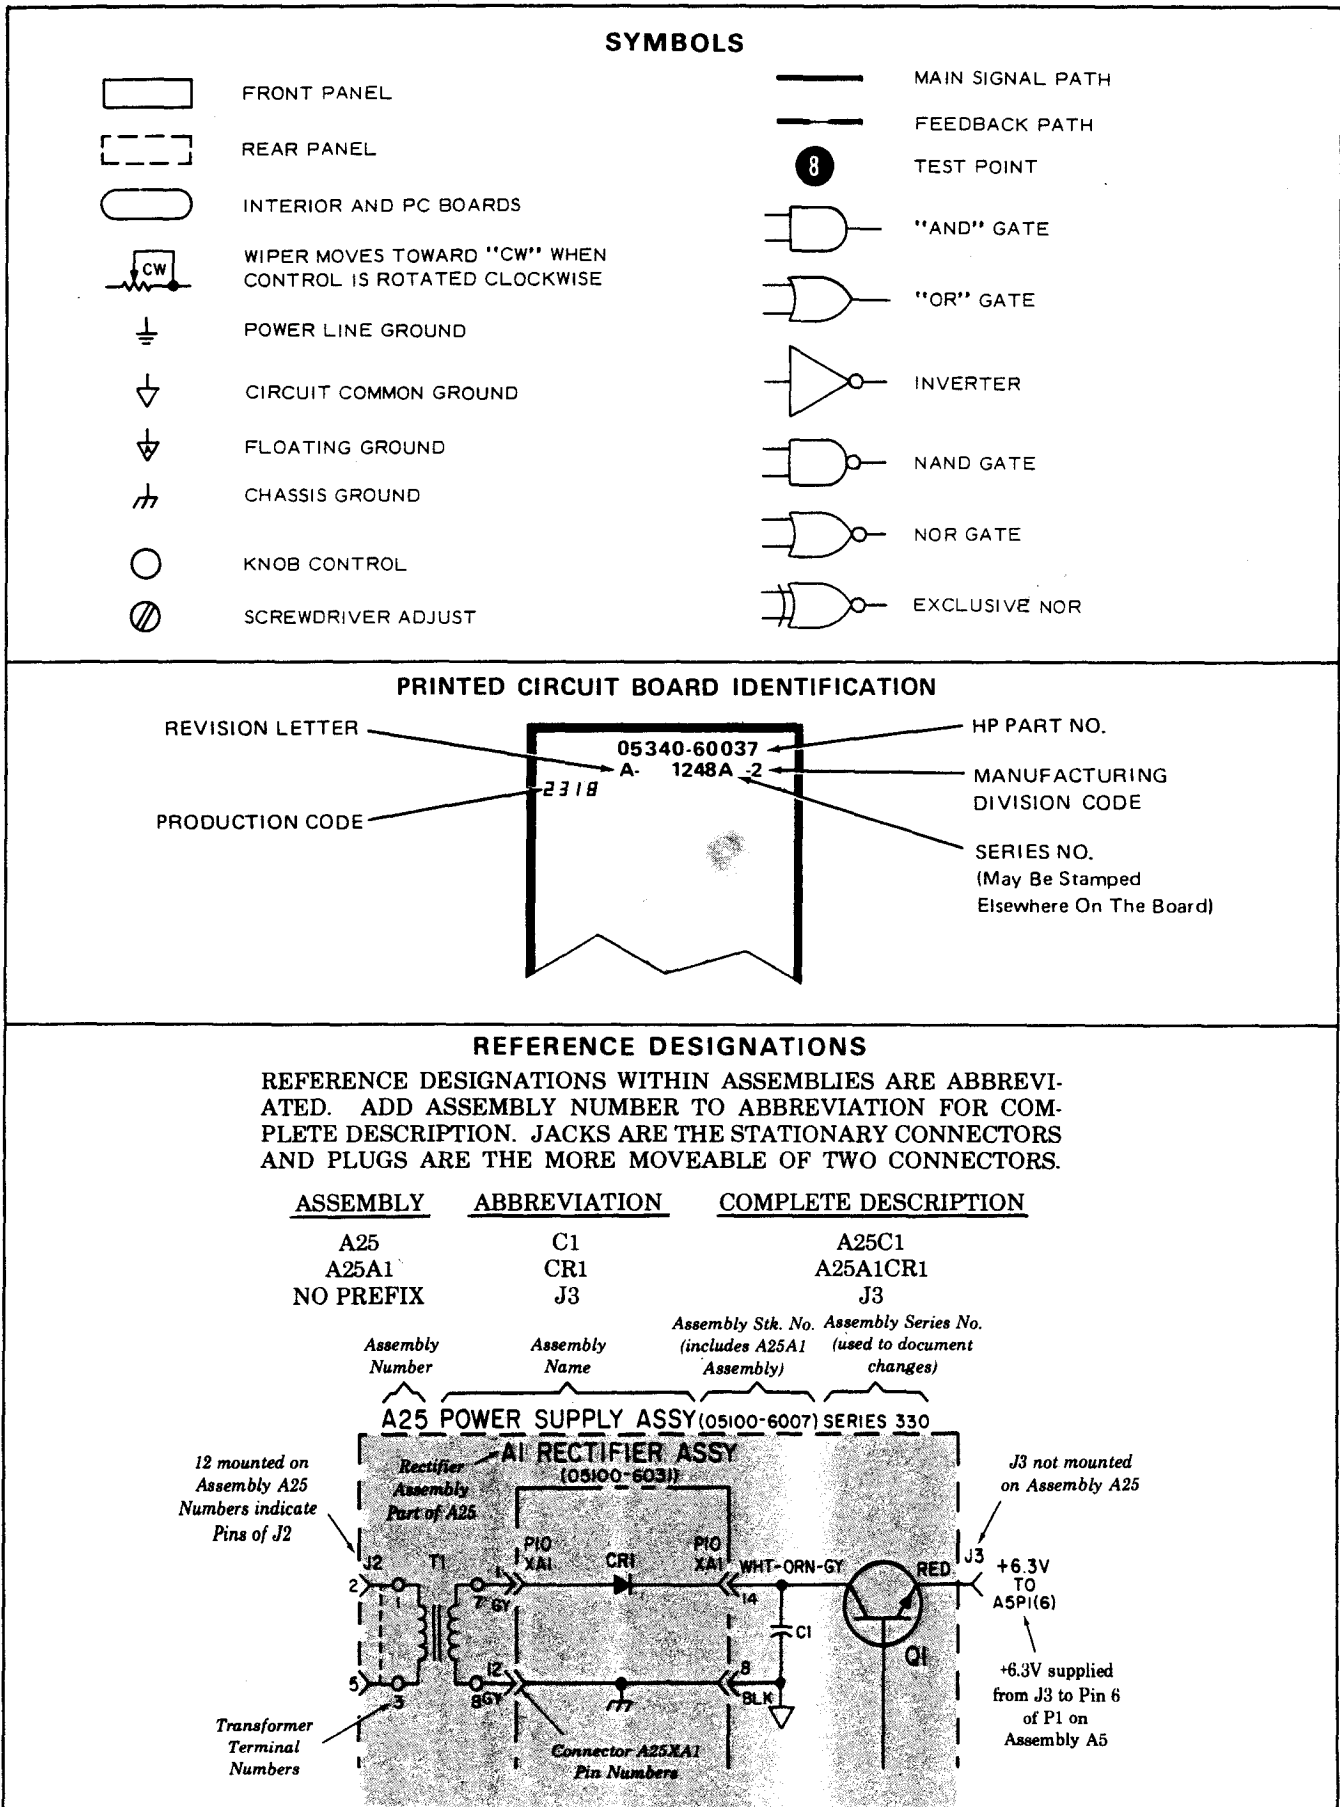 SYMBOLS
FRONT PANEL
REAR PANEL
INTERIOR AND PC BOARDS
CW
WIPER MOVES TOWARD "CW" WHEN
CONTROL IS ROTATED CLOCKWISE
POWER LINE GROUND
CIRCUIT COMMON GROUND
A
FLOATING GROUND
CHASSIS GROUND
KNOB CONTROL
SCREWDRIVER ADJUST
MAIN SIGNAL PATH
FEEDBACK PATH
8
TEST POINT
"AND" GATE
"OR" GATE
INVERTER
NAND GATE
NOR GATE
EXCLUSIVE NOR
PRINTED CIRCUIT BOARD IDENTIFICATION
REVISION LETTER
PRODUCTION CODE
05340-60037
A- 1248A -2
2318
HP PART NO.
MANUFACTURING
DIVISION CODE
SERIES NO.
(May Be Stamped
Elsewhere On The Board)
REFERENCE DESIGNATIONS
REFERENCE DESIGNATIONS WITHIN ASSEMBLIES ARE ABBREVI-
ATED. ADD ASSEMBLY NUMBER TO ABBREVIATION FOR COM-
PLETE DESCRIPTION. JACKS ARE THE STATIONARY CONNECTORS
AND PLUGS ARE THE MORE MOVEABLE OF TWO CONNECTORS.
ASSEMBLY ABBREVIATION COMPLETE DESCRIPTION
A25 C1 A25C1
A25A1 CR1 A25A1CR1
NO PREFIX J3 J3
Assembly
Number
Assembly
Name
Assembly Stk. No.
(includes A25A1
Assembly)
Assembly Series No.
(used to document
changes)
A25 POWER SUPPLY ASSY (05100-6007) SERIES 330
A1 RECTIFIER ASSY
(05100-6031)
Rectifier
Assembly
Part of A25
12 mounted on
Assembly A25
Numbers indicate
Pins of J2
J3 not mounted
on Assembly A25
J2
T1
P10
XA1
CR1
P10
XA1
WHT-ORN-GY
RED
J3
2
1
7
1
GY
14
C1
Q1
+6.3V
TO
A5P1(6)
5
3
8
12
GY
8
BLK
+6.3V supplied
from J3 to Pin 6
of P1 on
Assembly A5
Transformer
Terminal
Numbers
Connector A25XA1
Pin Numbers